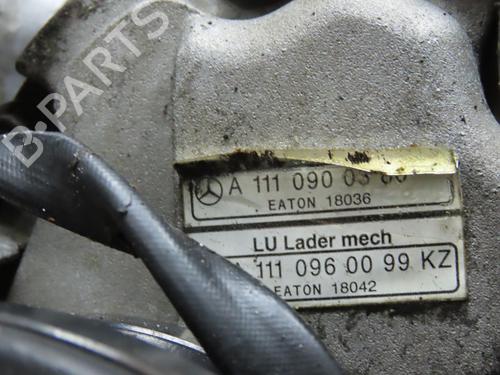 B-PARTS
A 111 090
EATON 18036
LU Lader mech
111 096 00 99 KZ
EATON 18042